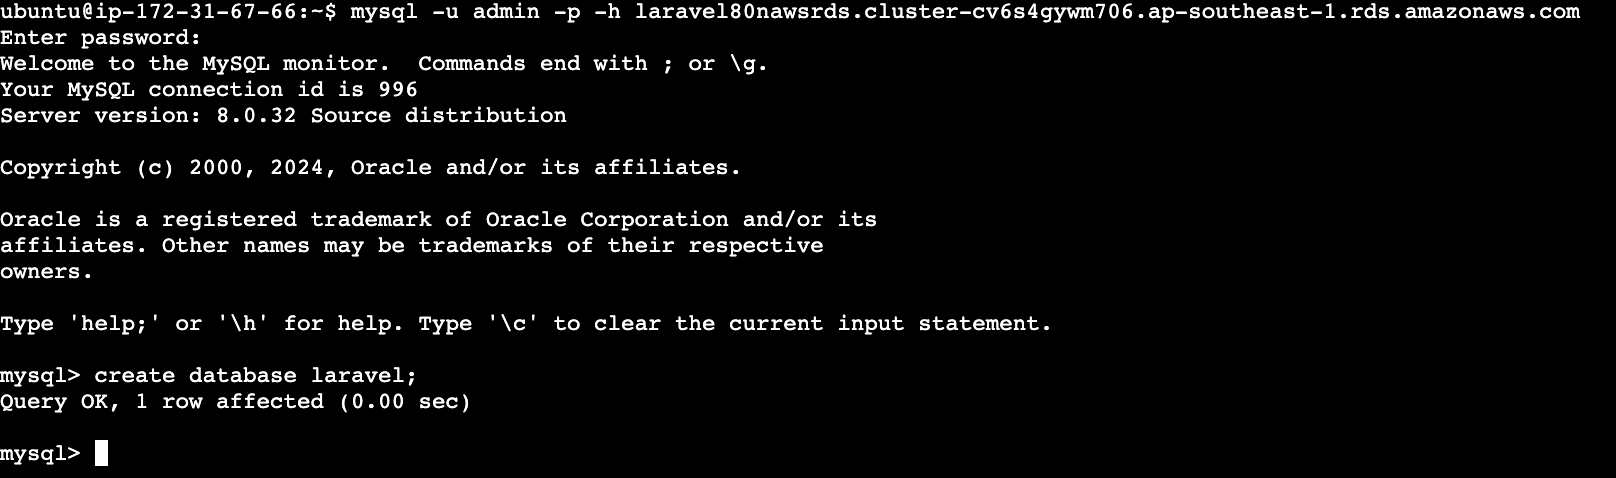 ubuntu@ip-172-31-67-66:~$ mysql -u admin -p -h laravel80nawsrds.cluster-cv6s4gywm706.ap-southeast-1.rds.amazonaws.com
Enter password:
Welcome to the MySQL monitor.  Commands end with ; or \g.
Your MySQL connection id is 996
Server version: 8.0.32 Source distribution
Copyright (c) 2000, 2024, Oracle and/or its affiliates.
Oracle is a registered trademark of Oracle Corporation and/or its
affiliates. Other names may be trademarks of their respective
owners.
Type 'help;' or '\h' for help. Type '\c' to clear the current input statement.
mysql> create database laravel;
Query OK, 1 row affected (0.00 sec)
mysql>